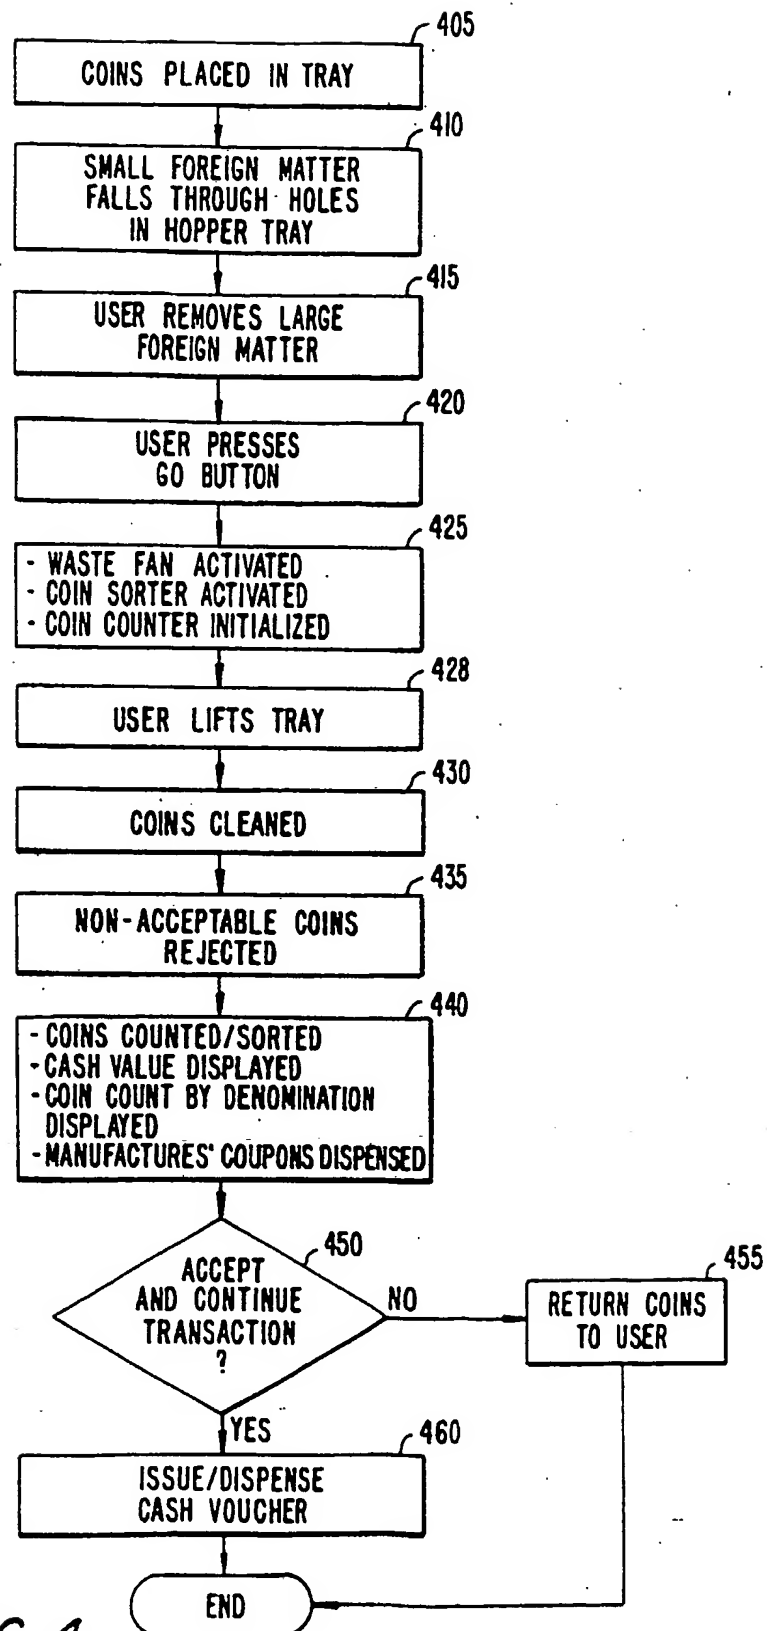 405
COINS PLACED IN TRAY
410
SMALL FOREIGN MATTER
FALLS THROUGH HOLES
IN HOPPER TRAY
415
USER REMOVES LARGE
FOREIGN MATTER
420
USER PRESSES
GO BUTTON
425
- WASTE FAN ACTIVATED
- COIN SORTER ACTIVATED
- COIN COUNTER INITIALIZED
428
USER LIFTS TRAY
430
COINS CLEANED
435
NON-ACCEPTABLE COINS
REJECTED
440
- COINS COUNTED/SORTED
- CASH VALUE DISPLAYED
- COIN COUNT BY DENOMINATION
DISPLAYED
- MANUFACTURES' COUPONS DISPENSED
450
ACCEPT
AND CONTINUE
TRANSACTION
?
NO
455
RETURN COINS
TO USER
YES
460
ISSUE/DISPENSE
CASH VOUCHER
END